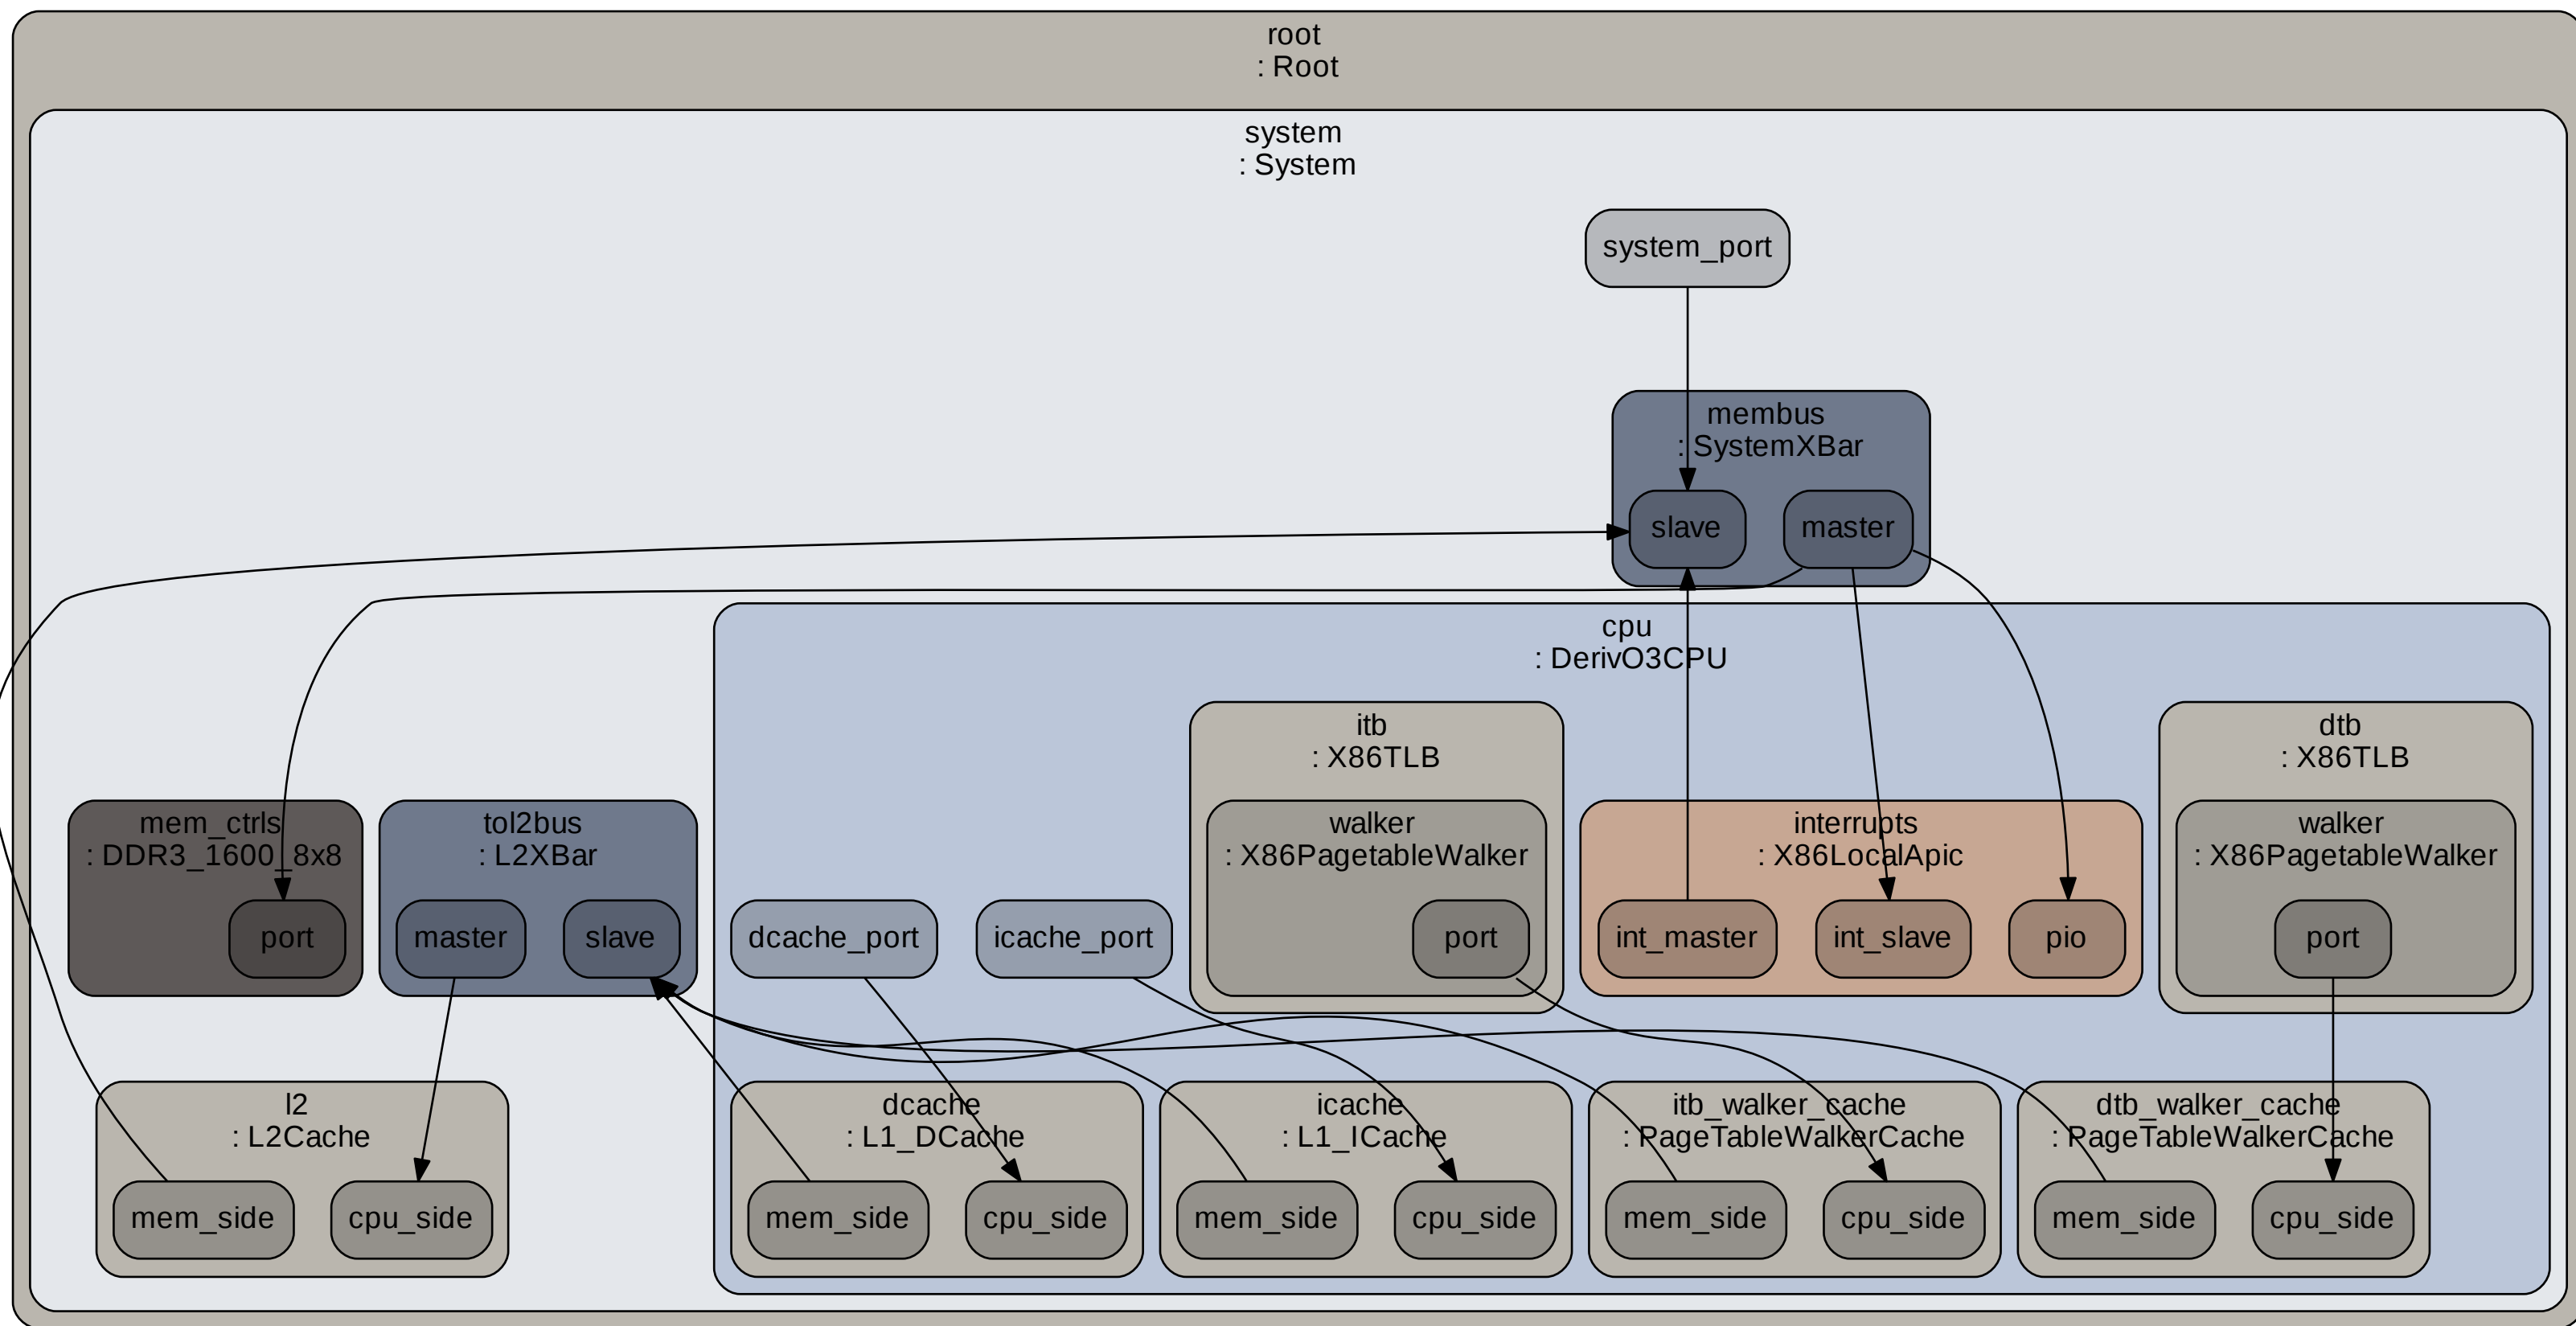 root
: Root
system
: System
system_port
membus
: SystemXBar
slave
master
cpu
: DerivO3CPU
itb
: X86TLB
dtb
: X86TLB
mem_ctrls
: DDR3_1600_8x8
tol2bus
: L2XBar
walker
: X86PagetableWalker
interrupts
: X86LocalApic
walker
: X86PagetableWalker
port
master
slave
dcache_port
icache_port
port
int_master
int_slave
pio
port
l2
: L2Cache
dcache
: L1_DCache
icache
: L1_ICache
itb_walker_cache
: PageTableWalkerCache
dtb_walker_cache
: PageTableWalkerCache
mem_side
cpu_side
mem_side
cpu_side
mem_side
cpu_side
mem_side
cpu_side
mem_side
cpu_side